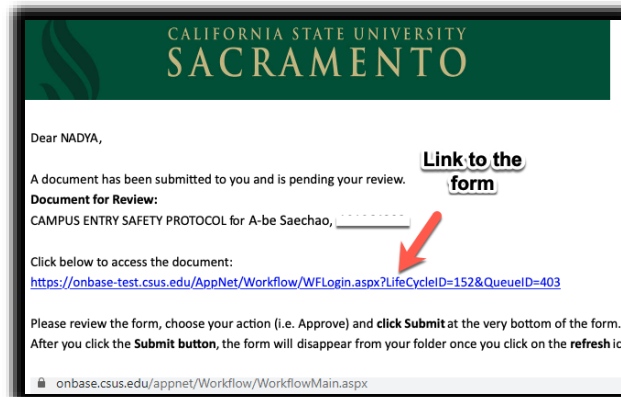 CALIFORNIA STATE UNIVERSITY
SACRAMENTO
Dear NADYA,
Link to the
form
A document has been submitted to you and is pending your review.
Document for Review:
CAMPUS ENTRY SAFETY PROTOCOL for A-be Saechao,
Click below to access the document:
https://onbase-test.csus.edu/AppNet/Workflow/WFLogin.aspx?LifeCycleID=152&QueueID=403
Please review the form, choose your action (i.e. Approve) and click Submit at the very bottom of the form.
After you click the Submit button, the form will disappear from your folder once you click on the refresh
onbase.csus.edu/appnet/Workflow/WorkflowMain.aspx